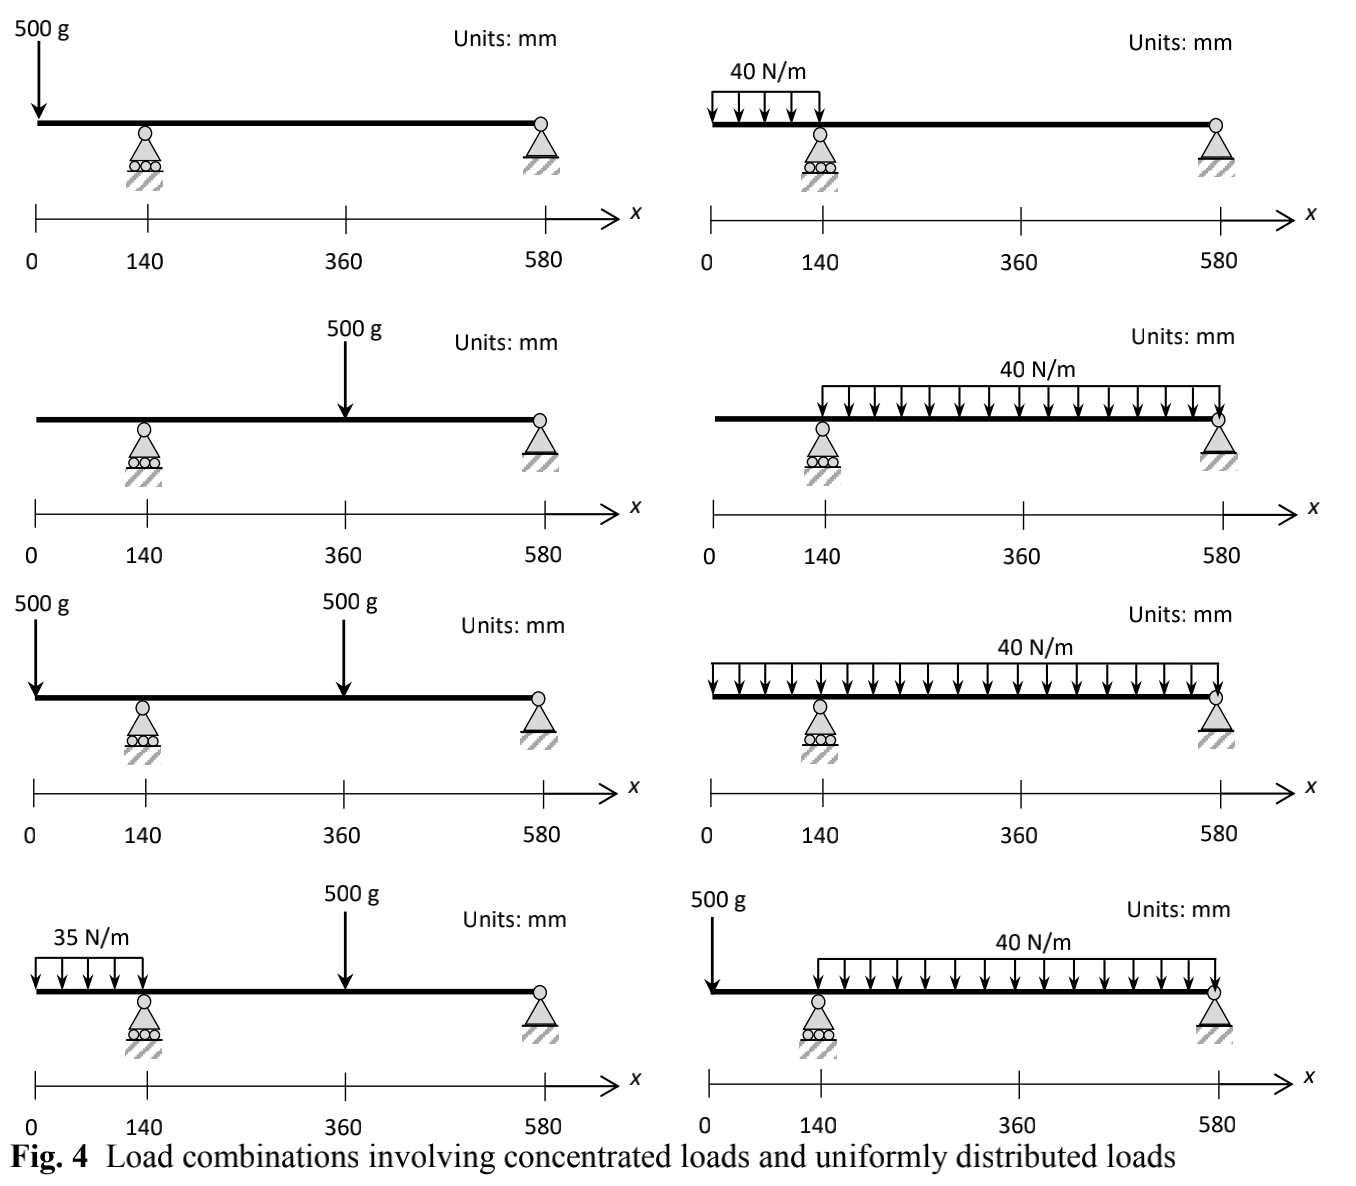 500 g
Units: mm
x
0 140 360 580
Units: mm
40 N/m
x
0 140 360 580
500 g
Units: mm
x
0 140 360 580
Units: mm
40 N/m
x
0 140 360 580
500 g 500 g
Units: mm
x
0 140 360 580
Units: mm
40 N/m
x
0 140 360 580
500 g
Units: mm
35 N/m
x
0 140 360 580
500 g
Units: mm
40 N/m
x
0 140 360 580
Fig. 4 Load combinations involving concentrated loads and uniformly distributed loads